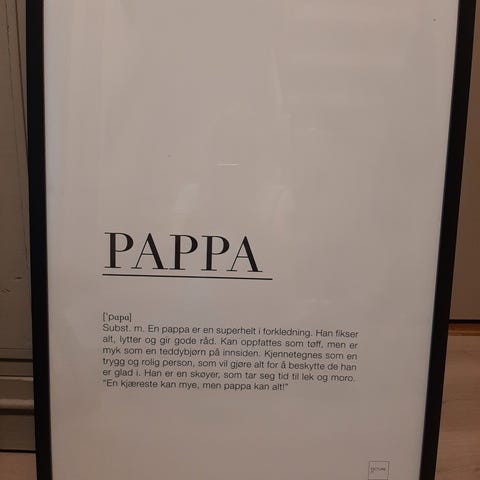 PAPPA
['papa]
Subst. m. En pappa er en superhelt i forkledning. Han fikser
alt, lytter og gir gode råd. Kan oppfattes som tøff, men er
myk som en teddybjørn på innsiden. Kjennetegnes som en
trygg og rolig person, som vil gjøre alt for å beskytte de han
er glad i. Han er en skøyer, som tar seg tid til lek og moro.
"En kjæreste kan mye, men pappa kan alt!"